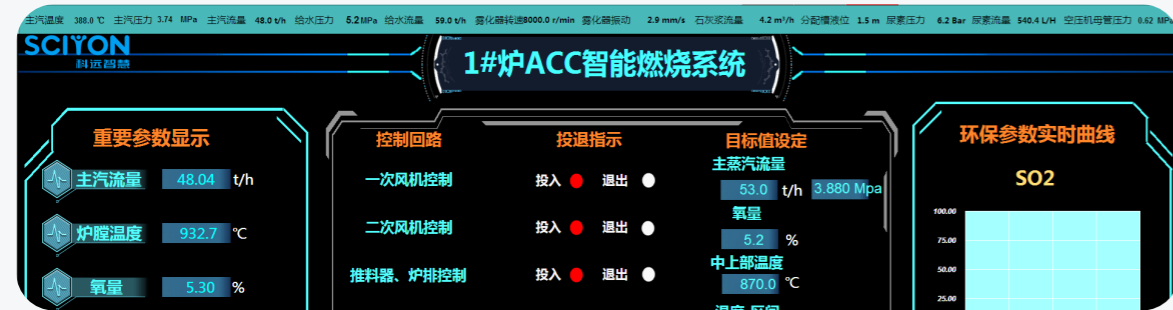 主汽温度 388.0 ℃ 主汽压力 3.74 MPa 主汽流量 48.0 t/h 给水压力 5.2 MPa 给水流量 59.0 t/h 雾化器转速 8000.0 r/min 雾化器振动 2.9 mm/s 石灰浆流量 4.2 m³/h 分配槽液位 1.5 m 尿素压力 6.2 Bar 尿素流量 540.4 L/H 空压机母管压力 0.62 MPa
SCIYON
科远智慧
1#炉ACC智能燃烧系统
重要参数显示
主汽流量 48.04 t/h
炉膛温度 932.7 ℃
氧量 5.30 %
控制回路 投退指示 目标值设定
一次风机控制 投入 退出
二次风机控制 投入 退出
推料器、炉排控制 投入 退出
主蒸汽流量
53.0 t/h 3.880 Mpa
氧量
5.2 %
中上部温度
870.0 ℃
环保参数实时曲线
SO2
100.00
75.00
50.00
25.00